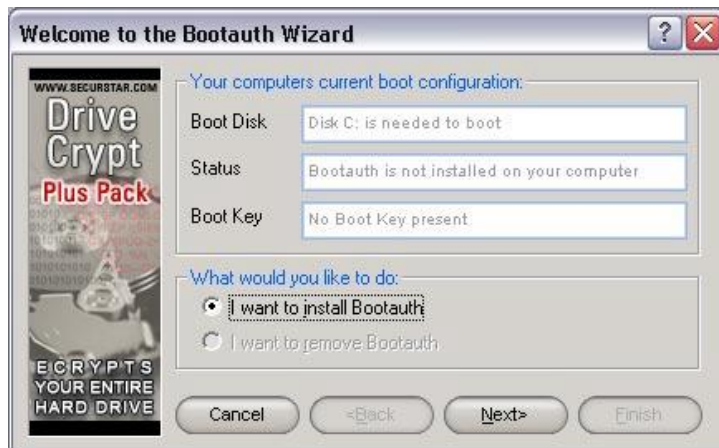 Welcome to the Bootauth Wizard
WWW.SECURSTAR.COM
Drive
Crypt
Plus Pack
ECRYPTS
YOUR ENTIRE
HARD DRIVE
Your computers current boot configuration:
Boot Disk
Disk C: is needed to boot
Status
Bootauth is not installed on your computer
Boot Key
No Boot Key present
What would you like to do:
I want to install Bootauth
I want to remove Bootauth
Cancel
<Back
Next>
Finish